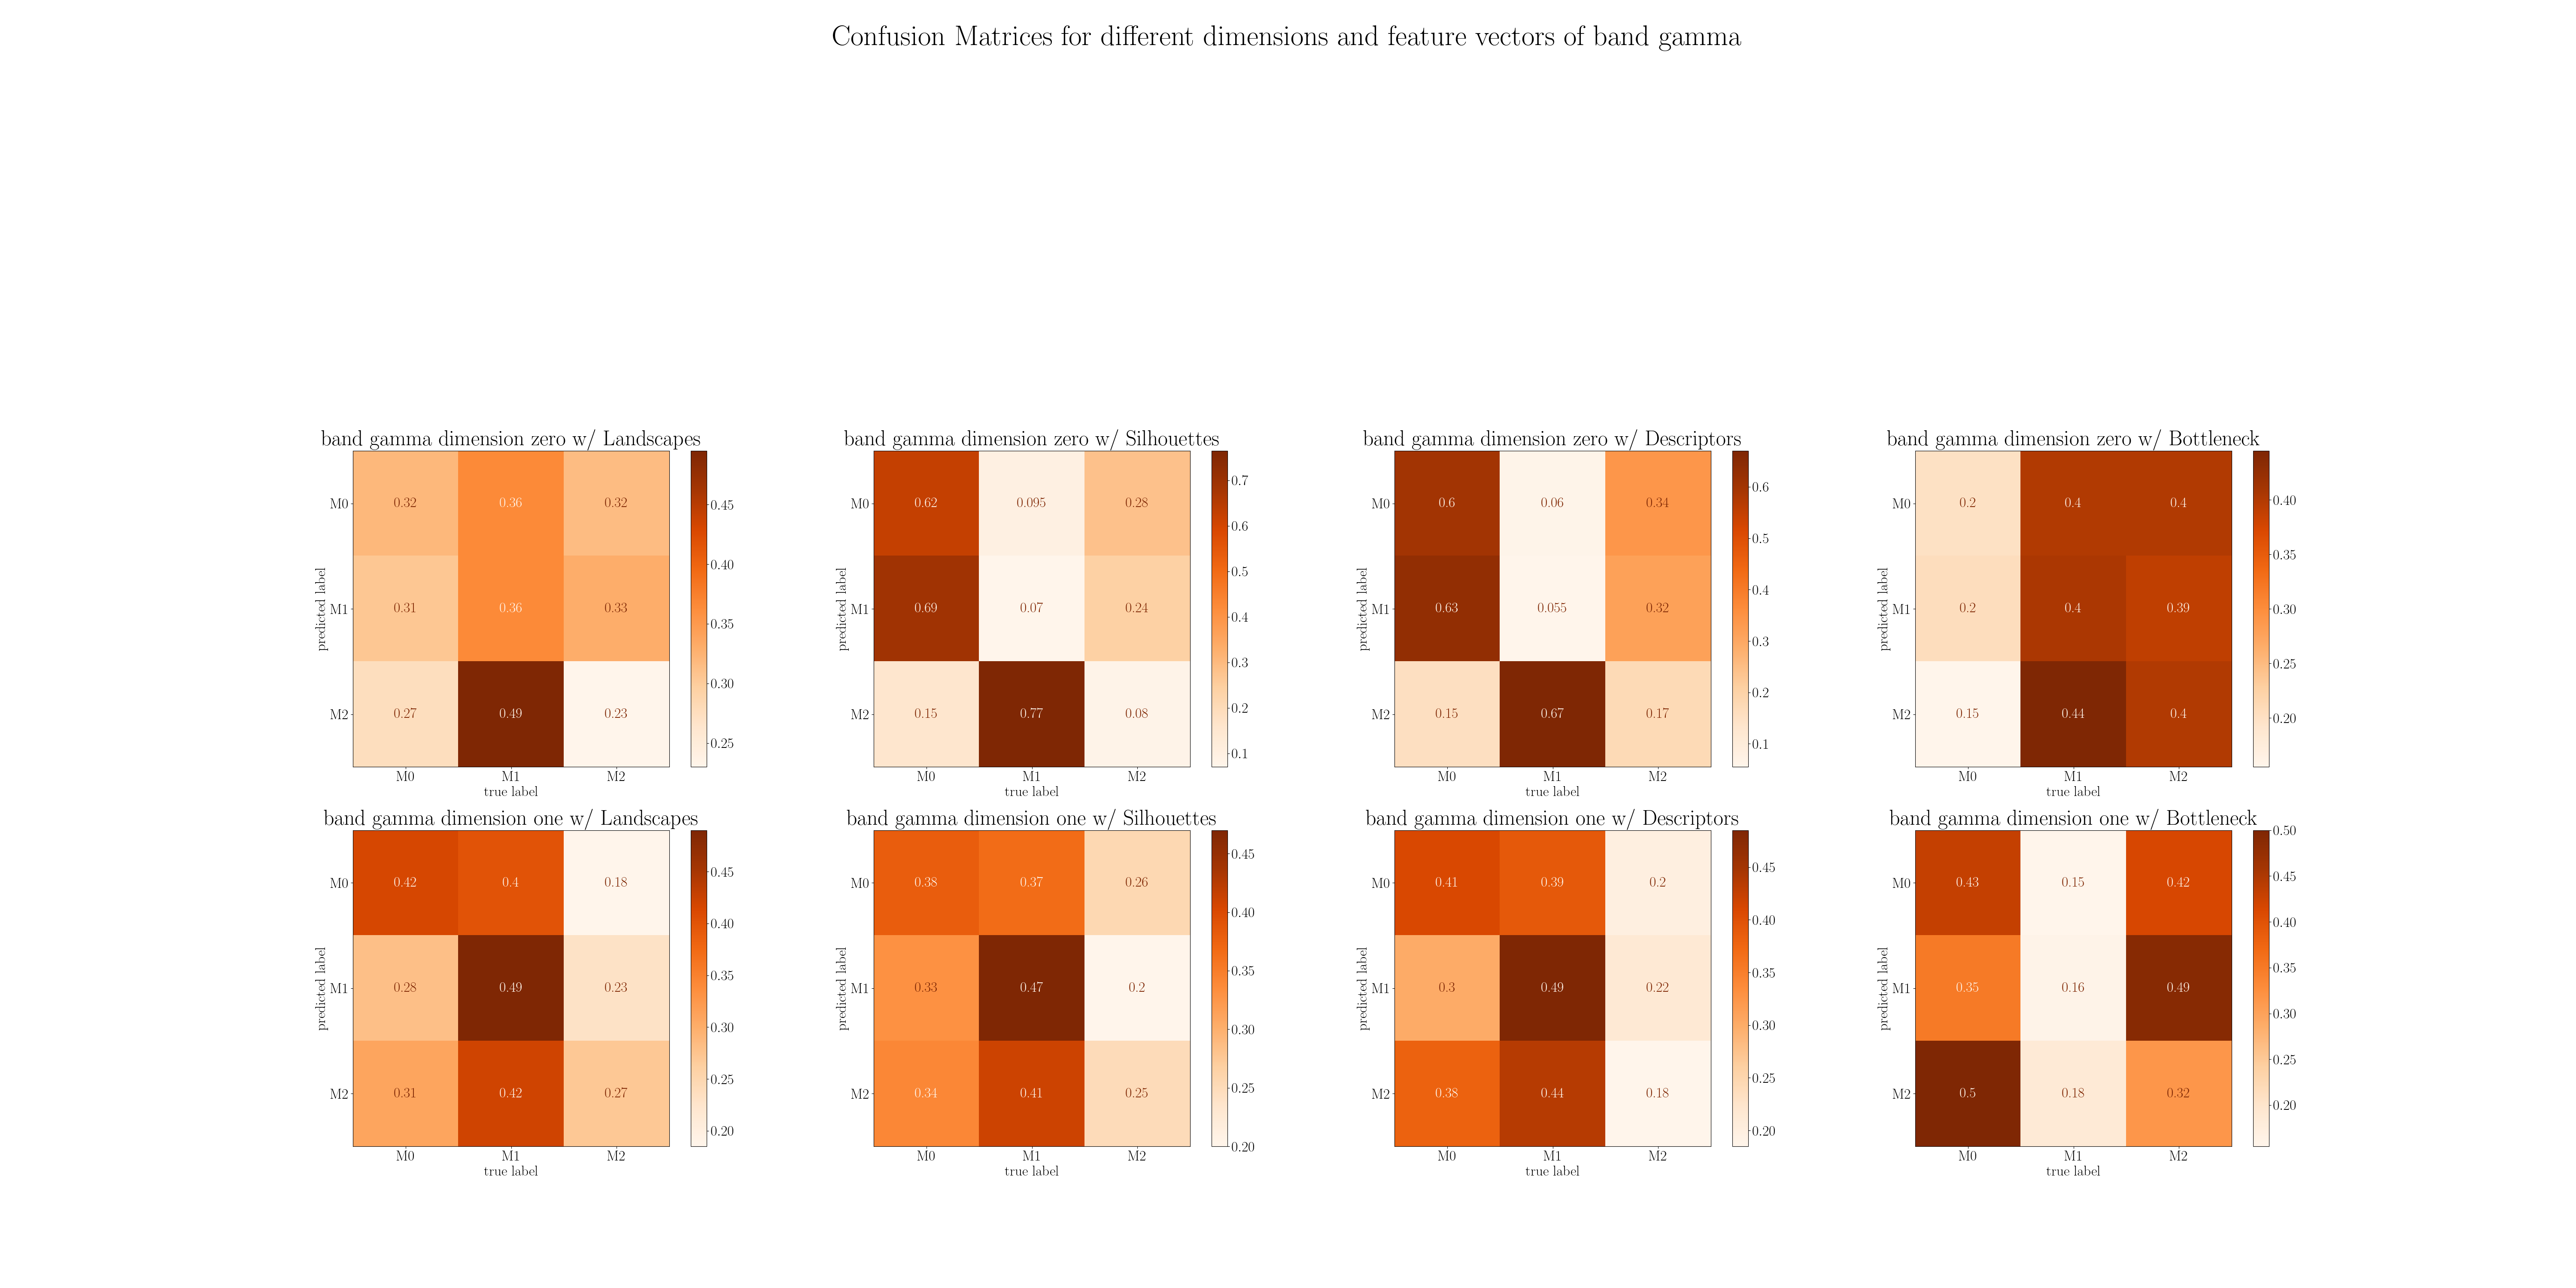 Confusion Matrices for different dimensions and feature vectors of band gamma
band gamma dimension zero w/ Landscapes
predicted label
M0 0.32 0.36 0.32
M1 0.31 0.36 0.33
M2 0.27 0.49 0.23
M0 M1 M2
true label
0.45
0.40
0.35
0.30
0.25
band gamma dimension zero w/ Silhouettes
predicted label
M0 0.62 0.095 0.28
M1 0.69 0.07 0.24
M2 0.15 0.77 0.08
M0 M1 M2
true label
0.7
0.6
0.5
0.4
0.3
0.2
0.1
band gamma dimension zero w/ Descriptors
predicted label
M0 0.6 0.06 0.34
M1 0.63 0.055 0.32
M2 0.15 0.67 0.17
M0 M1 M2
true label
0.6
0.5
0.4
0.3
0.2
0.1
band gamma dimension zero w/ Bottleneck
predicted label
M0 0.2 0.4 0.4
M1 0.2 0.4 0.39
M2 0.15 0.44 0.4
M0 M1 M2
true label
0.40
0.35
0.30
0.25
0.20
band gamma dimension one w/ Landscapes
predicted label
M0 0.42 0.4 0.18
M1 0.28 0.49 0.23
M2 0.31 0.42 0.27
M0 M1 M2
true label
0.45
0.40
0.35
0.30
0.25
0.20
band gamma dimension one w/ Silhouettes
predicted label
M0 0.38 0.37 0.26
M1 0.33 0.47 0.2
M2 0.34 0.41 0.25
M0 M1 M2
true label
0.45
0.40
0.35
0.30
0.25
0.20
band gamma dimension one w/ Descriptors
predicted label
M0 0.41 0.39 0.2
M1 0.3 0.49 0.22
M2 0.38 0.44 0.18
M0 M1 M2
true label
0.45
0.40
0.35
0.30
0.25
0.20
band gamma dimension one w/ Bottleneck
predicted label
M0 0.43 0.15 0.42
M1 0.35 0.16 0.49
M2 0.5 0.18 0.32
M0 M1 M2
true label
0.50
0.45
0.40
0.35
0.30
0.25
0.20